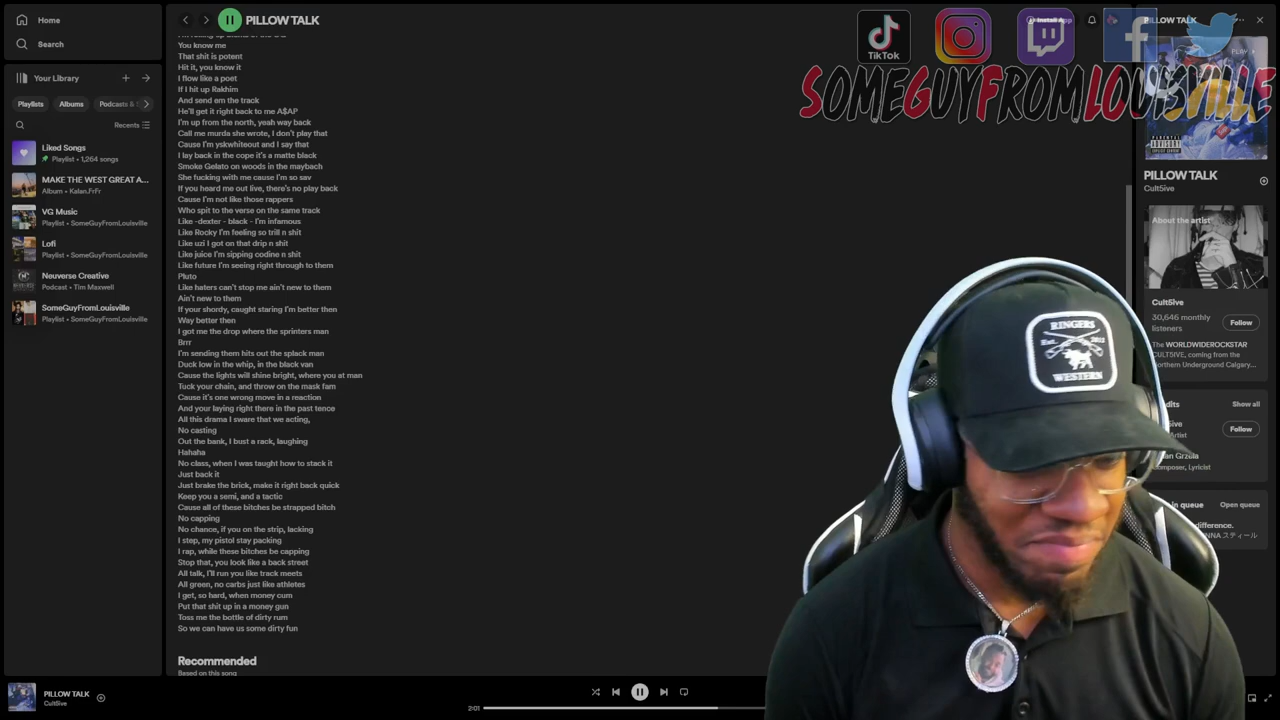 Home
PILLOW TALK
Install App
PILLOW TALK
Search
TikTok
SOMEGUYFROMLOUISVILLE
You know me
That shit is potent
Hit it, you know it
I flow like a poet
If I hit up Rakhim
And send em the track
He'll get it right back to me A$AP
I'm up from the north, yeah way back
Call me murda she wrote, I don't play that
Cause I'm yskwhiteout and I say that
I lay back in the cope it's a matte black
Smoke Gelato on woods in the maybach
She fucking with me cause I'm so sav
If you heard me out live, there's no play back
Cause I'm not like those rappers
Who spit to the verse on the same track
Like -dexter - black - I'm infamous
Like Rocky I'm feeling so trill n shit
Like uzi I got on that drip n shit
Like juice I'm sipping codine n shit
Like future I'm seeing right through to them
Pluto
Like haters can't stop me ain't new to them
Ain't new to them
If your shordy, caught staring I'm better then
Way better then
I got me the drop where the sprinters man
Brrr
I'm sending them hits out the splack man
Duck low in the whip, in the black van
Cause the lights will shine bright, where you at man
Tuck your chain, and throw on the mask fam
Cause it's one wrong move in a reaction
And your laying right there in the past tence
All this drama I sware that we acting,
No casting
Out the bank, I bust a rack, laughing
Hahaha
No class, when I was taught how to stack it
Just back it
Just brake the brick, make it right back quick
Keep you a semi, and a tactic
Cause all of these bitches be strapped bitch
No capping
No chance, if you on the strip, lacking
I step, my pistol stay packing
I rap, while these bitches be capping
Stop that, you look like a back street
All talk, I'll run you like track meets
All green, no carbs just like athletes
I get, so hard, when money cum
Put that shit up in a money gun
Toss me the bottle of dirty rum
So we can have us some dirty fun
Recommended
Based on this song
Your Library
Playlists
Albums
Podcasts & S
Recents
Liked Songs
Playlist • 1,264 songs
MAKE THE WEST GREAT A...
Album • Kalan.FrFr
VG Music
Playlist • SomeGuyFromLouisville
Lofi
Playlist • SomeGuyFromLouisville
Neuverse Creative
Podcast • Tim Maxwell
SomeGuyFromLouisville
Playlist • SomeGuyFromLouisville
PLAY
PARENTAL
ADVISORY
EXPLICIT CONTENT
PILLOW TALK
Cult5ive
About the artist
Cult5ive
30,646 monthly
listeners
Follow
The WORLDWIDEROCKSTAR
CULT5IVE, coming from the
Northern Underground Calgary...
Show all
Follow
Composer, Lyricist
Open queue
RINGERS
WESTERN
PILLOW TALK
Cult5ive
2:01